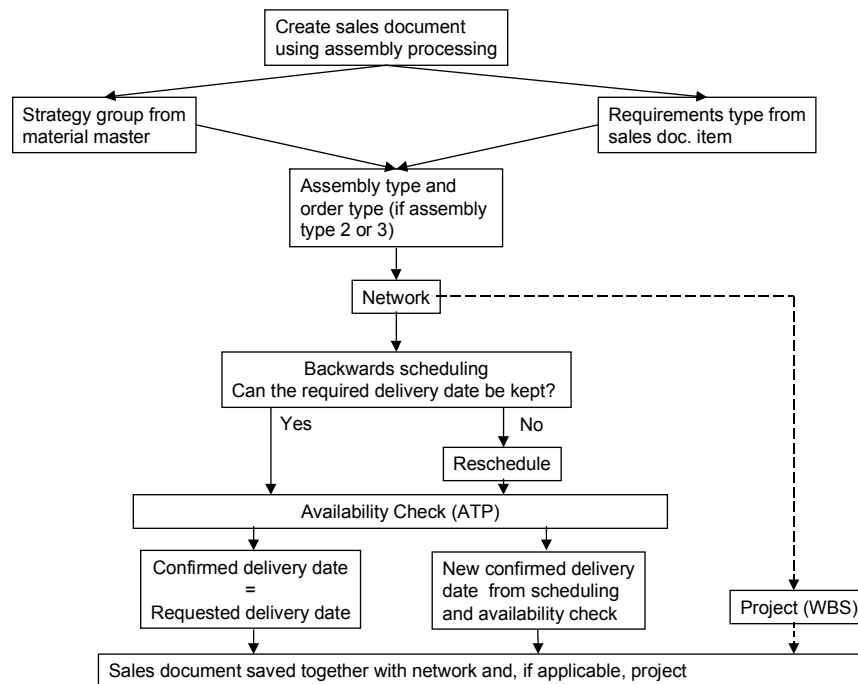 Create sales document
using assembly processing
Strategy group from
material master
Requirements type from
sales doc. item
Assembly type and
order type (if assembly
type 2 or 3)
Network
Backwards scheduling
Can the required delivery date be kept?
Yes
No
Reschedule
Availability Check (ATP)
Confirmed delivery date
=
Requested delivery date
New confirmed delivery
date from scheduling
and availability check
Project (WBS)
Sales document saved together with network and, if applicable, project